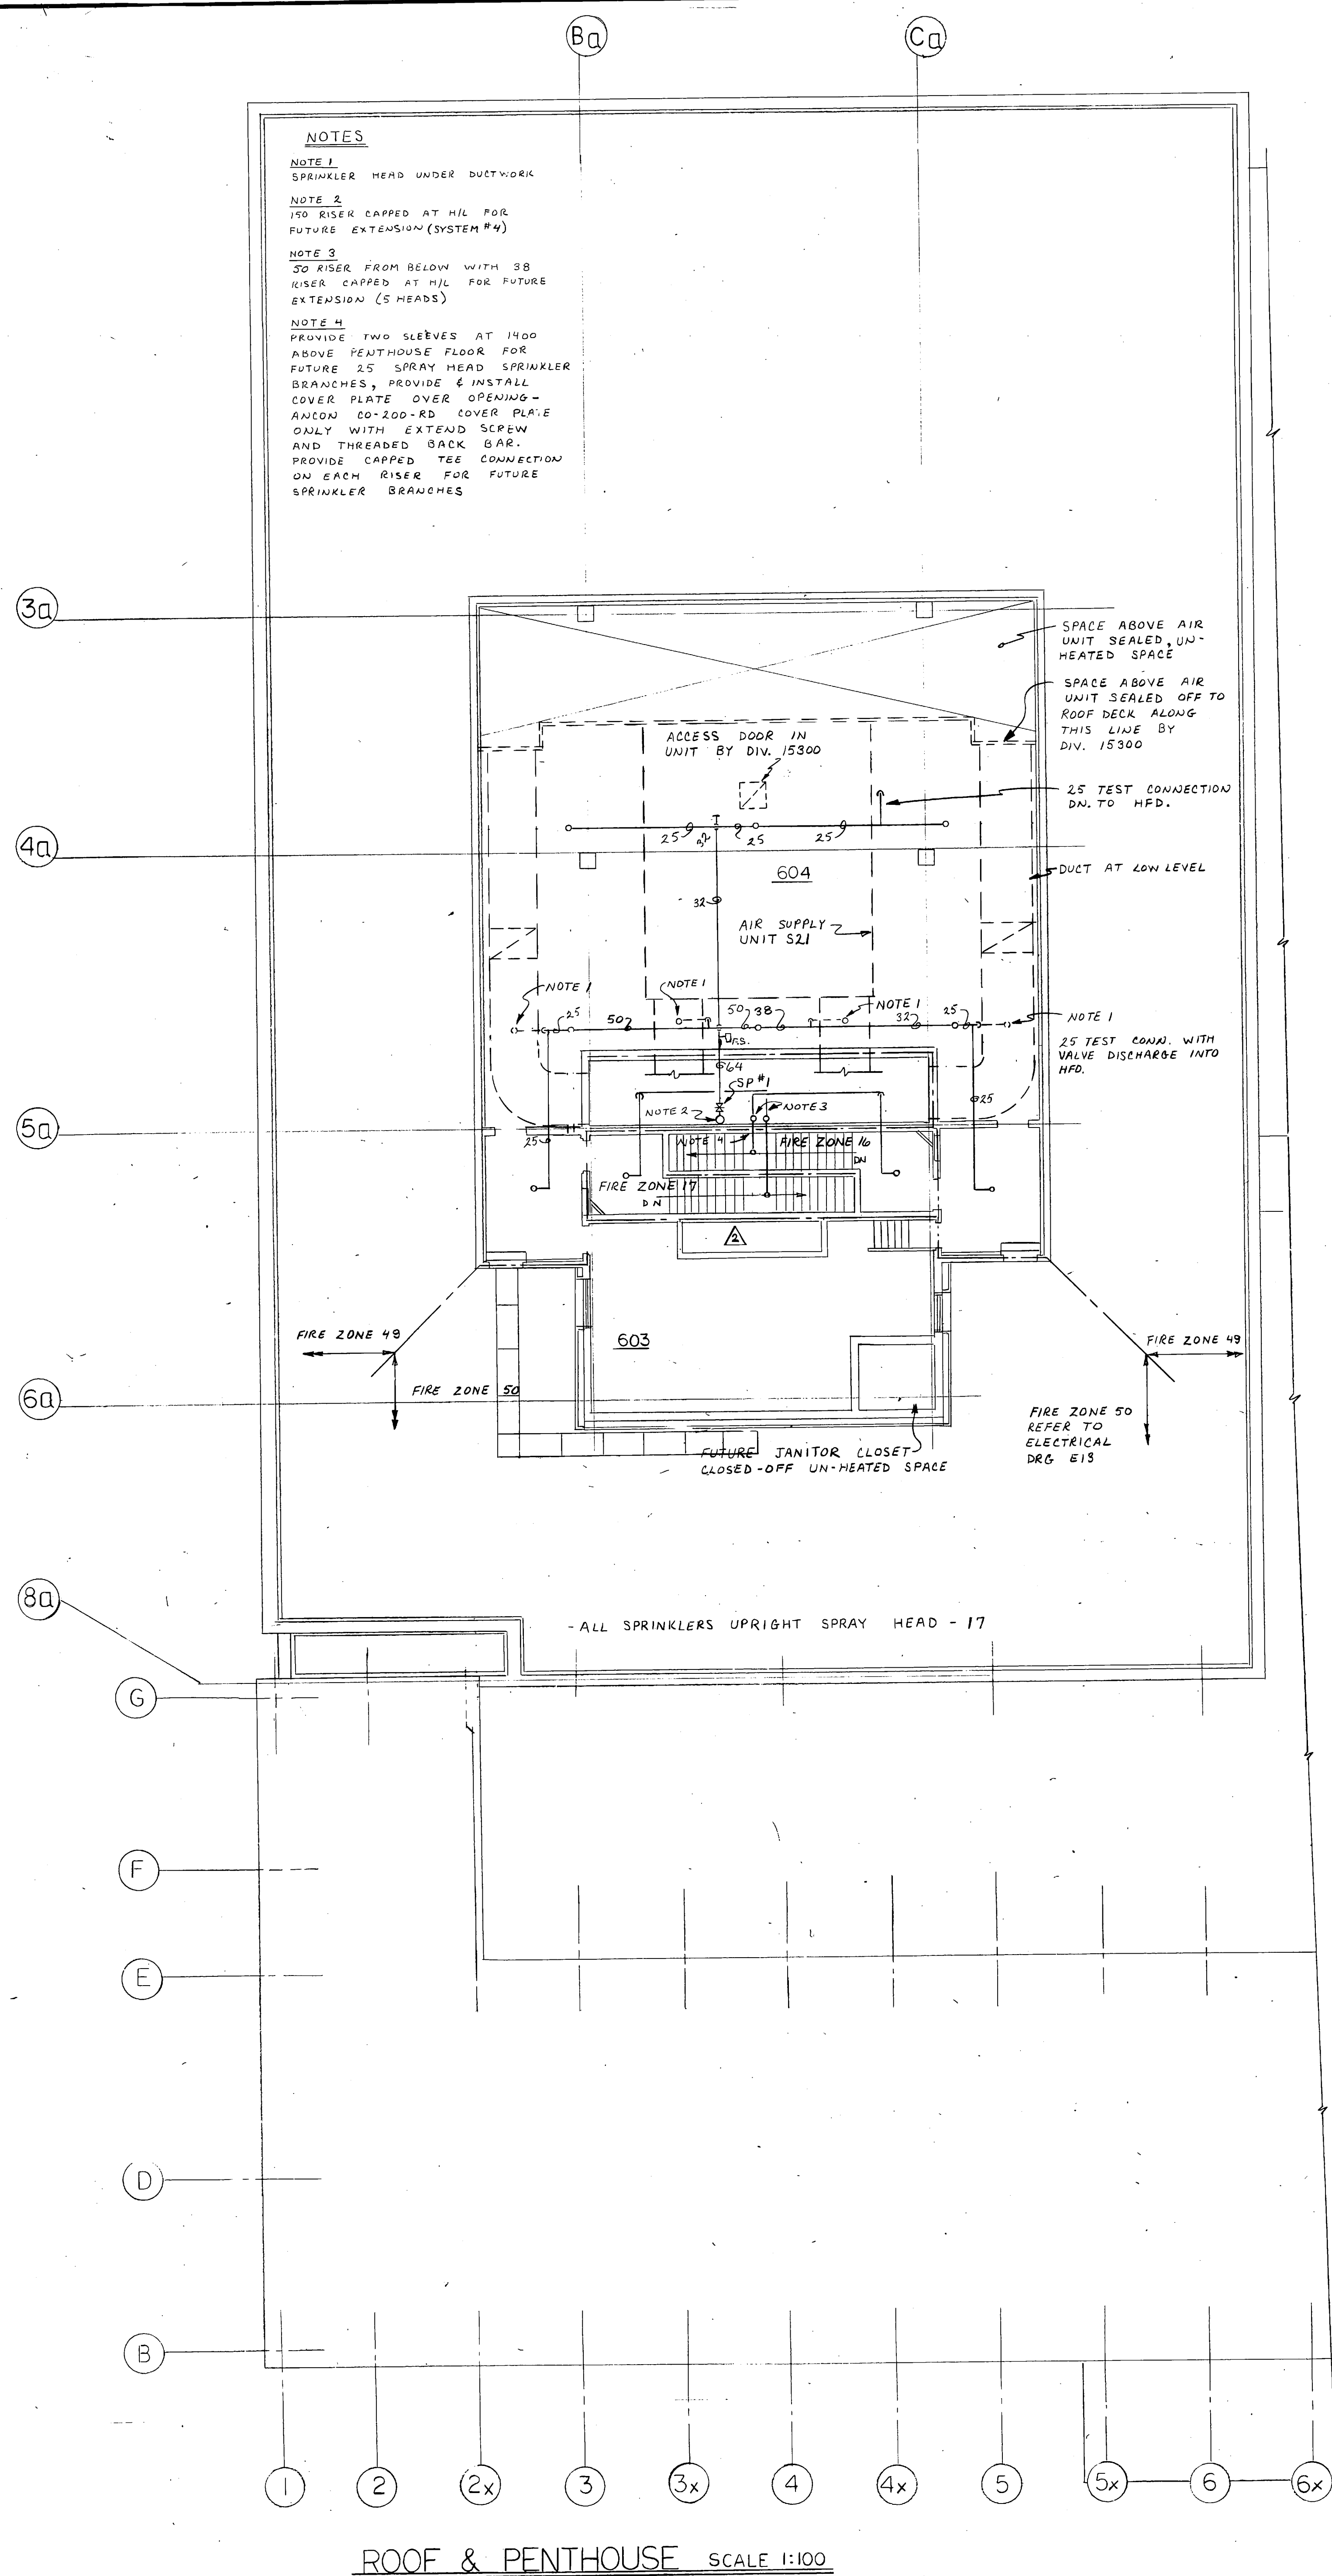 Ba
Ca
NOTES
NOTE 1
SPRINKLER HEAD UNDER DUCTWORK
NOTE 2
150 RISER CAPPED AT H/L FOR
FUTURE EXTENSION (SYSTEM #4)
NOTE 3
50 RISER FROM BELOW WITH 38
RISER CAPPED AT H/L FOR FUTURE
EXTENSION (5 HEADS)
NOTE 4
PROVIDE TWO SLEEVES AT 1400
ABOVE PENTHOUSE FLOOR FOR
FUTURE 25 SPRAY HEAD SPRINKLER
BRANCHES, PROVIDE & INSTALL
COVER PLATE OVER OPENING-
ANCON CO-200-RD COVER PLATE
ONLY WITH EXTEND SCREW
AND THREADED BACK BAR.
PROVIDE CAPPED TEE CONNECTION
ON EACH RISER FOR FUTURE
SPRINKLER BRANCHES
3a
SPACE ABOVE AIR
UNIT SEALED, UN-
HEATED SPACE
SPACE ABOVE AIR
UNIT SEALED OFF TO
ROOF DECK ALONG
THIS LINE BY
DIV. 15300
ACCESS DOOR IN
UNIT BY DIV. 15300
25 TEST CONNECTION
DN. TO HFD.
25
32
25
25
4a
604
DUCT AT LOW LEVEL
32
AIR SUPPLY
UNIT S21
NOTE 1
NOTE 1
NOTE 1
NOTE 1
25
50
50
38
32
25
F.S.
25 TEST CONN. WITH
VALVE DISCHARGE INTO
HFD.
64
SP #1
25
NOTE 2
NOTE 3
5a
25
NOTE 4
FIRE ZONE 16
DN
FIRE ZONE 17
DN
2
FIRE ZONE 49
603
FIRE ZONE 49
6a
FIRE ZONE 50
FIRE ZONE 50
REFER TO
ELECTRICAL
DRG E13
FUTURE JANITOR CLOSET
CLOSED-OFF UN-HEATED SPACE
8a
- ALL SPRINKLERS UPRIGHT SPRAY HEAD - 17
G
F
E
D
B
1
2
2x
3
3x
4
4x
5
5x
6
6x
ROOF & PENTHOUSE SCALE 1:100